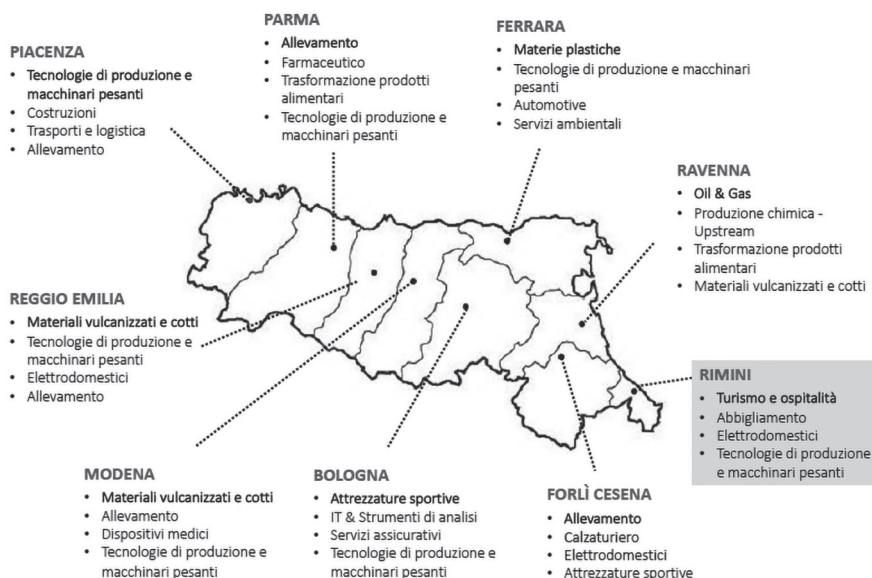 PIACENZA
• Tecnologie di produzione e
macchinari pesanti
• Costruzioni
• Trasporti e logistica
• Allevamento
PARMA
• Allevamento
• Farmaceutico
• Trasformazione prodotti
alimentari
• Tecnologie di produzione e
macchinari pesanti
FERRARA
• Materie plastiche
• Tecnologie di produzione e macchinari
pesanti
• Automotive
• Servizi ambientali
RAVENNA
• Oil & Gas
• Produzione chimica -
Upstream
• Trasformazione prodotti
alimentari
• Materiali vulcanizzati e cotti
REGGIO EMILIA
• Materiali vulcanizzati e cotti
• Tecnologie di produzione e
macchinari pesanti
• Elettrodomestici
• Allevamento
RIMINI
• Turismo e ospitalità
• Abbigliamento
• Elettrodomestici
• Tecnologie di produzione
e macchinari pesanti
MODENA
• Materiali vulcanizzati e cotti
• Allevamento
• Dispositivi medici
• Tecnologie di produzione e
macchinari pesanti
BOLOGNA
• Attrezzature sportive
• IT & Strumenti di analisi
• Servizi assicurativi
• Tecnologie di produzione e
macchinari pesanti
FORLÌ CESENA
• Allevamento
• Calzaturiero
• Elettrodomestici
• Attrezzature sportive